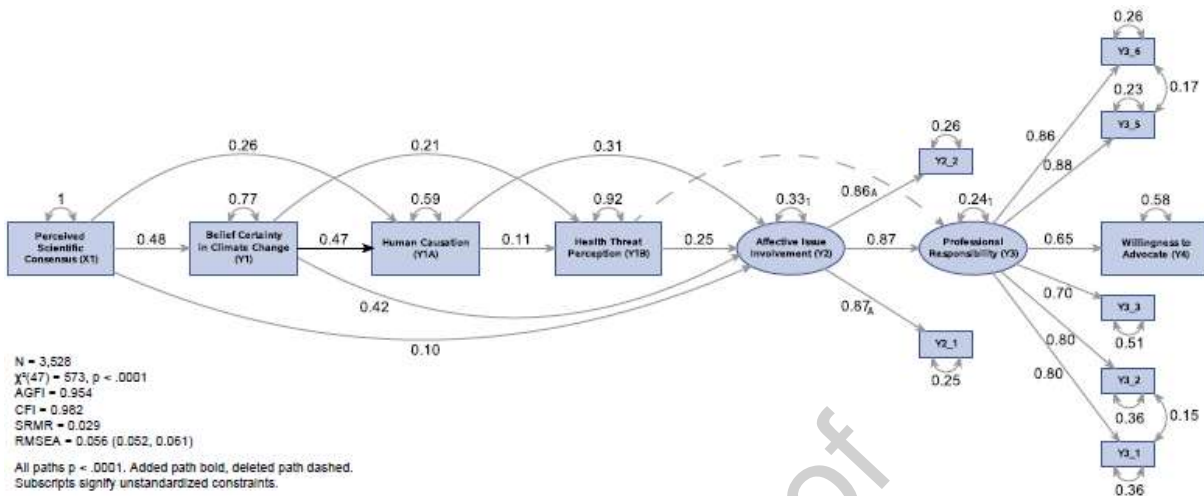 0.26
Y3_6
0.17
0.23
Y3_5
0.86
0.88
0.26
Y2_2
0.86A
0.26
0.21
0.31
1
0.77
0.59
0.92
0.33₁
0.24₁
0.58
Perceived
Scientific
Consensus (X1)
0.48
Belief Certainty
in Climate Change
(Y1)
0.47
Human Causation
(Y1A)
0.11
Health Threat
Perception (Y1B)
0.25
Affective Issue
Involvement (Y2)
0.87
Professional
Responsibility (Y3)
0.65
Willingness to
Advocate (Y4)
0.42
0.10
0.87A
Y2_1
0.25
0.70
Y3_3
0.51
0.80
Y3_2
0.36
0.80
0.15
Y3_1
0.36
N = 3,528
χ²(47) = 573, p < .0001
AGFI = 0.954
CFI = 0.982
SRMR = 0.029
RMSEA = 0.056 (0.052, 0.061)
All paths p < .0001. Added path bold, deleted path dashed.
Subscripts signify unstandardized constraints.
of